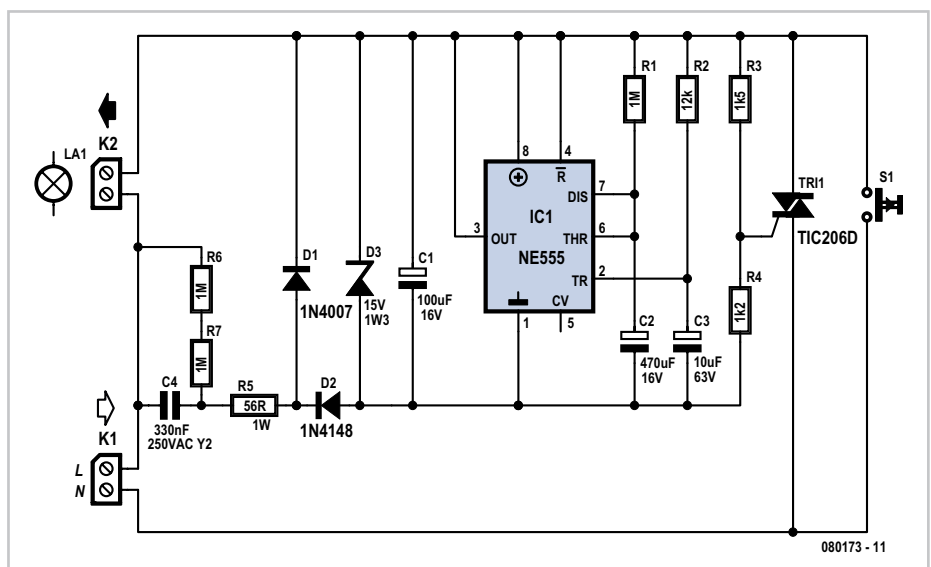 LA1
K2
R6
1M
R7
1M
C4
330nF
250VAC Y2
R5
56R
1W
K1
L
N
D1
1N4007
D2
1N4148
D3
15V
1W3
C1
100uF
16V
8
4
R
DIS
7
IC1
3
OUT
THR
6
NE555
TR
2
CV
1
5
R1
1M
R2
12k
R3
1k5
C2
470uF
16V
C3
10uF
63V
R4
1k2
TRI1
TIC206D
S1
080173 - 11